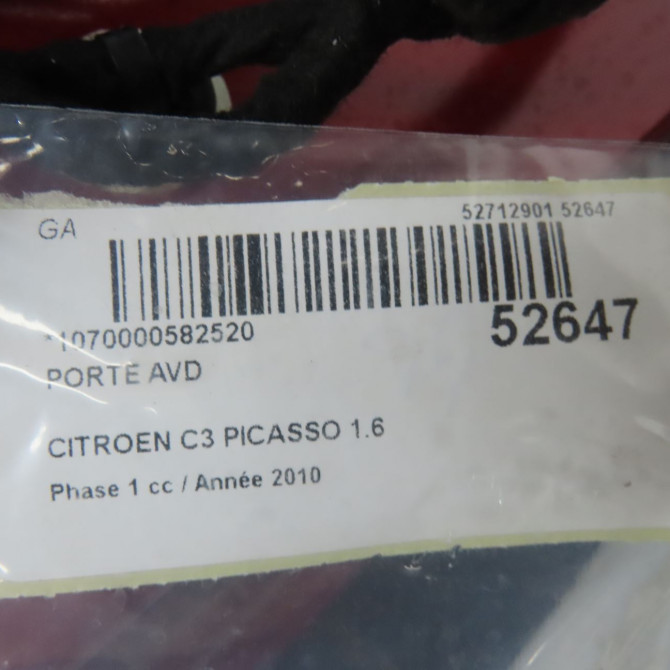 GA
52712901 52647
*1070000582520
52647
PORTE AVD
CITROEN C3 PICASSO 1.6
Phase 1 cc / Année 2010